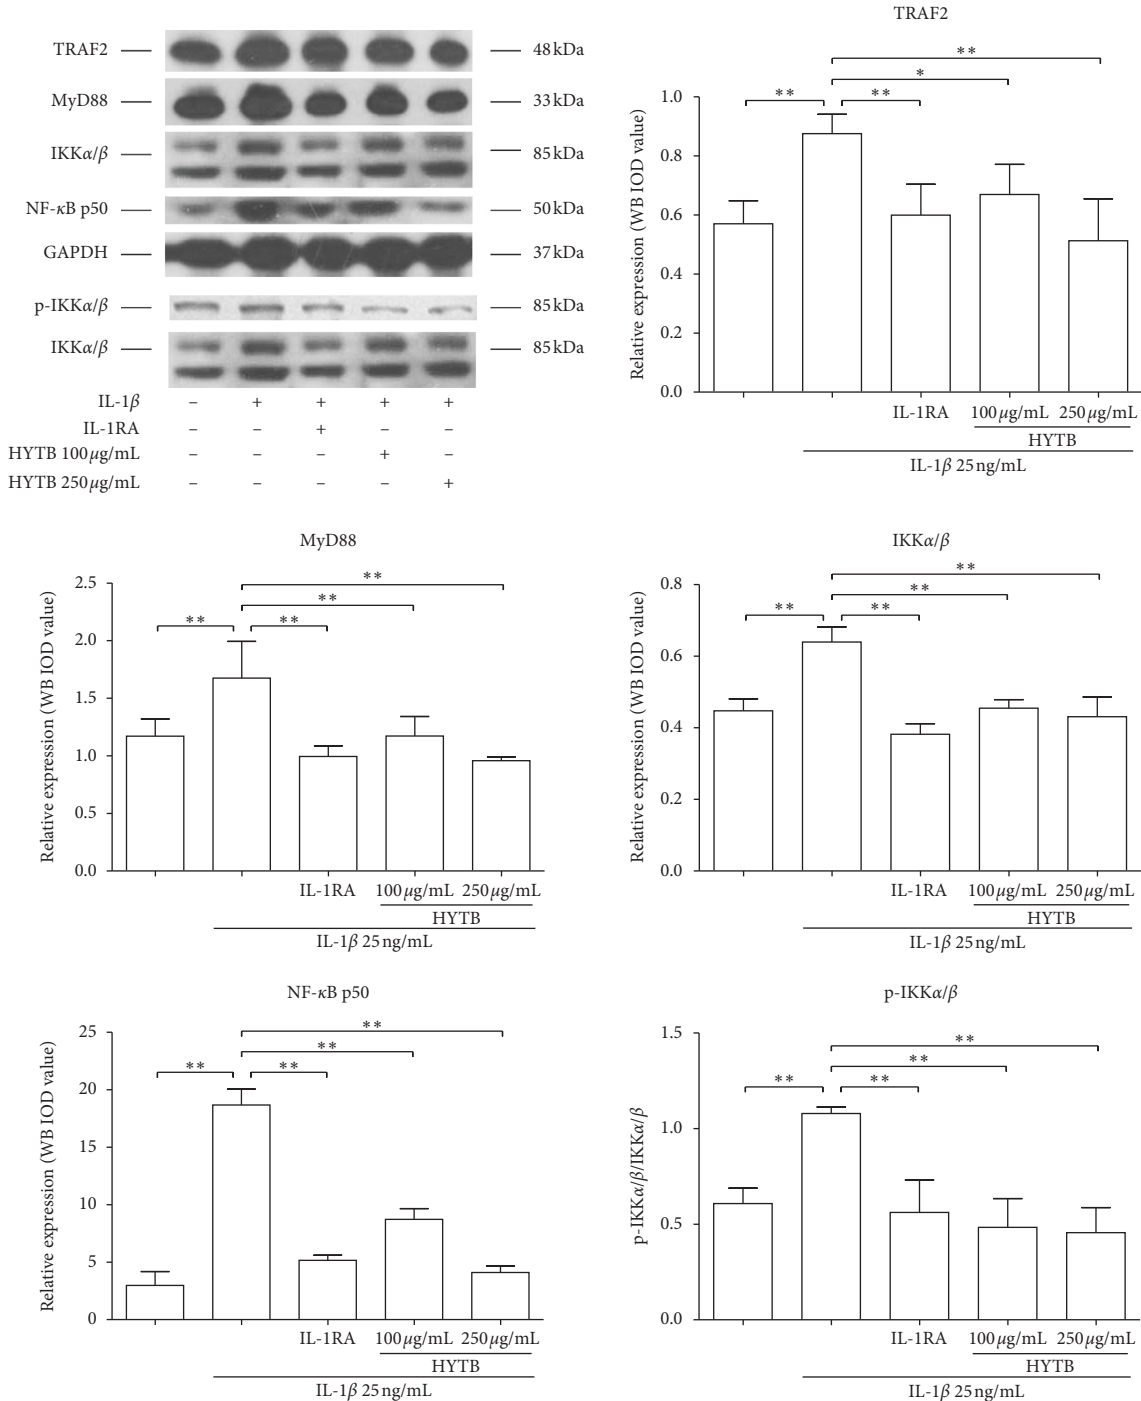 TRAF2 — — 48 kDa
MyD88 — — 33 kDa
IKKα/β — — 85 kDa
NF-κB p50 — — 50 kDa
GAPDH — — 37 kDa
p-IKKα/β — — 85 kDa
IKKα/β — — 85 kDa
IL-1β – + + + +
IL-1RA – – + – –
HYTB 100 μg/mL – – – + –
HYTB 250 μg/mL – – – – +
TRAF2
Relative expression (WB IOD value)
1.0
0.8
0.6
0.4
0.2
0.0
**
*
** **
IL-1RA 100 μg/mL 250 μg/mL
HYTB
IL-1β 25 ng/mL
MyD88
Relative expression (WB IOD value)
2.5
2.0
1.5
1.0
0.5
0.0
**
**
** **
IL-1RA 100 μg/mL 250 μg/mL
HYTB
IL-1β 25 ng/mL
IKKα/β
Relative expression (WB IOD value)
0.8
0.6
0.4
0.2
0.0
**
**
** **
IL-1RA 100 μg/mL 250 μg/mL
HYTB
IL-1β 25 ng/mL
NF-κB p50
Relative expression (WB IOD value)
25
20
15
10
5
0
**
**
** **
IL-1RA 100 μg/mL 250 μg/mL
HYTB
IL-1β 25 ng/mL
p-IKKα/β
p-IKKα/β/IKKα/β
1.5
1.0
0.5
0.0
**
**
** **
IL-1RA 100 μg/mL 250 μg/mL
HYTB
IL-1β 25 ng/mL